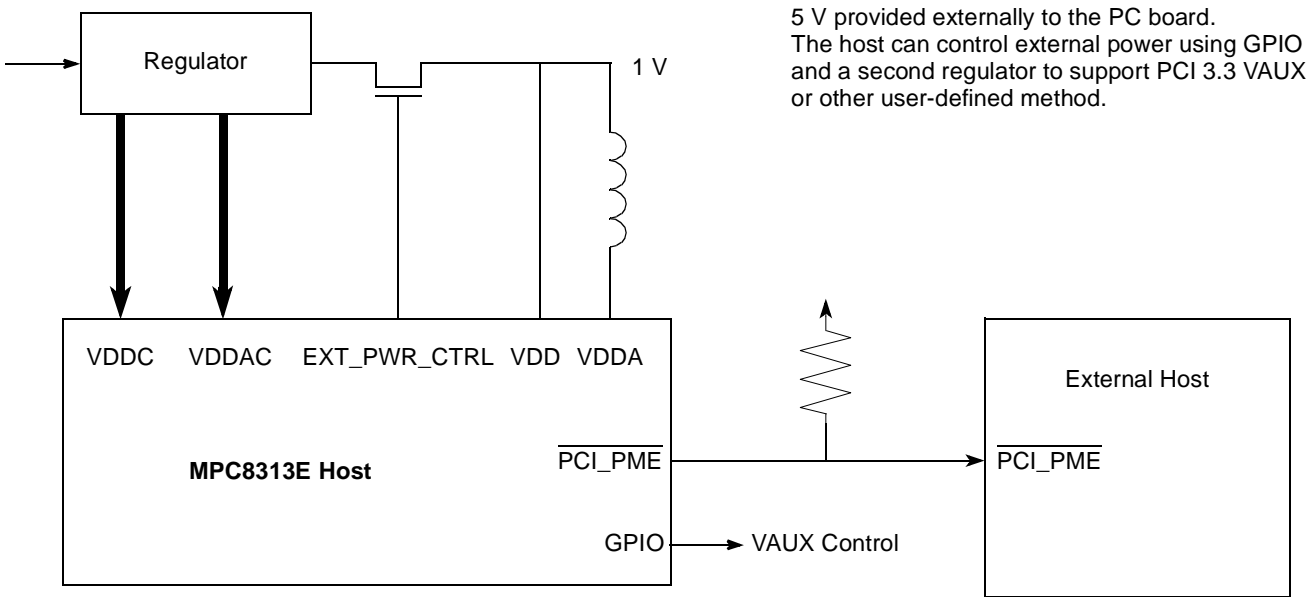 5 V provided externally to the PC board.
The host can control external power using GPIO
and a second regulator to support PCI 3.3 VAUX
or other user-defined method.
Regulator
1 V
VDDC VDDAC EXT_PWR_CTRL VDD VDDA
External Host
MPC8313E Host
PCI_PME
PCI_PME
GPIO
VAUX Control